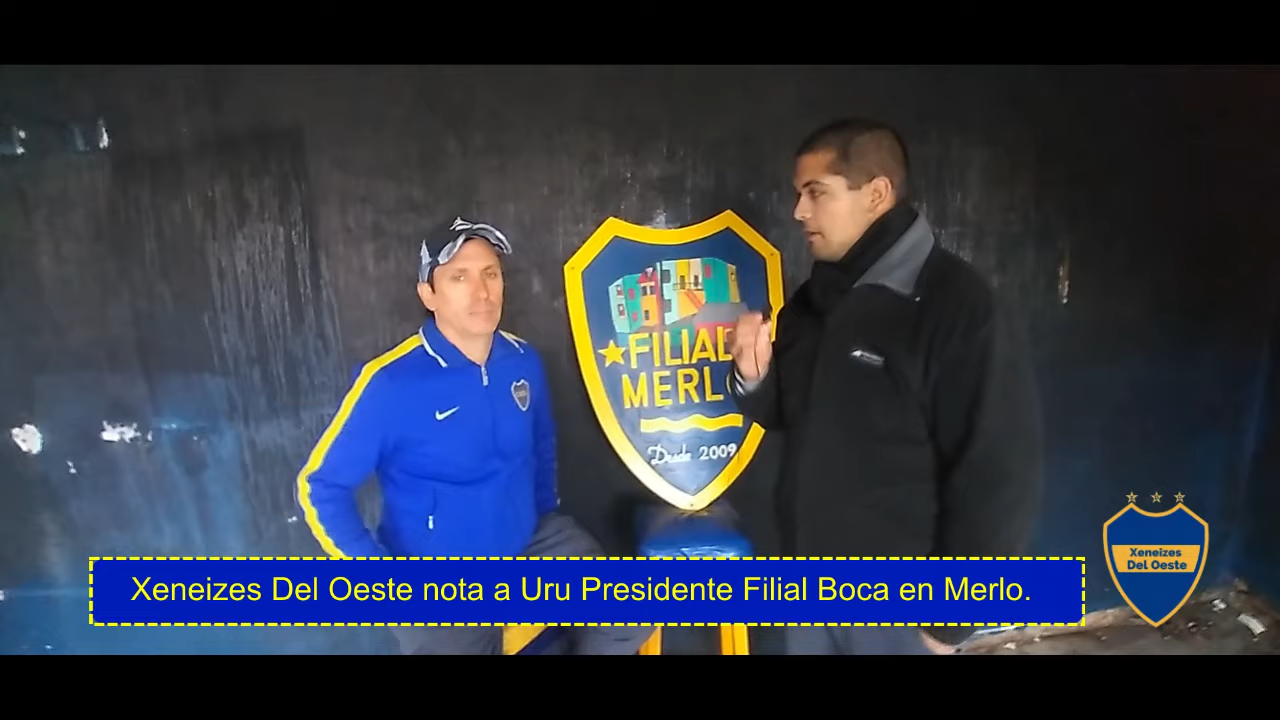 FILIAL
MERLO
Desde 2009
Xeneizes Del Oeste nota a Uru Presidente Filial Boca en Merlo.
Xeneizes
Del Oeste